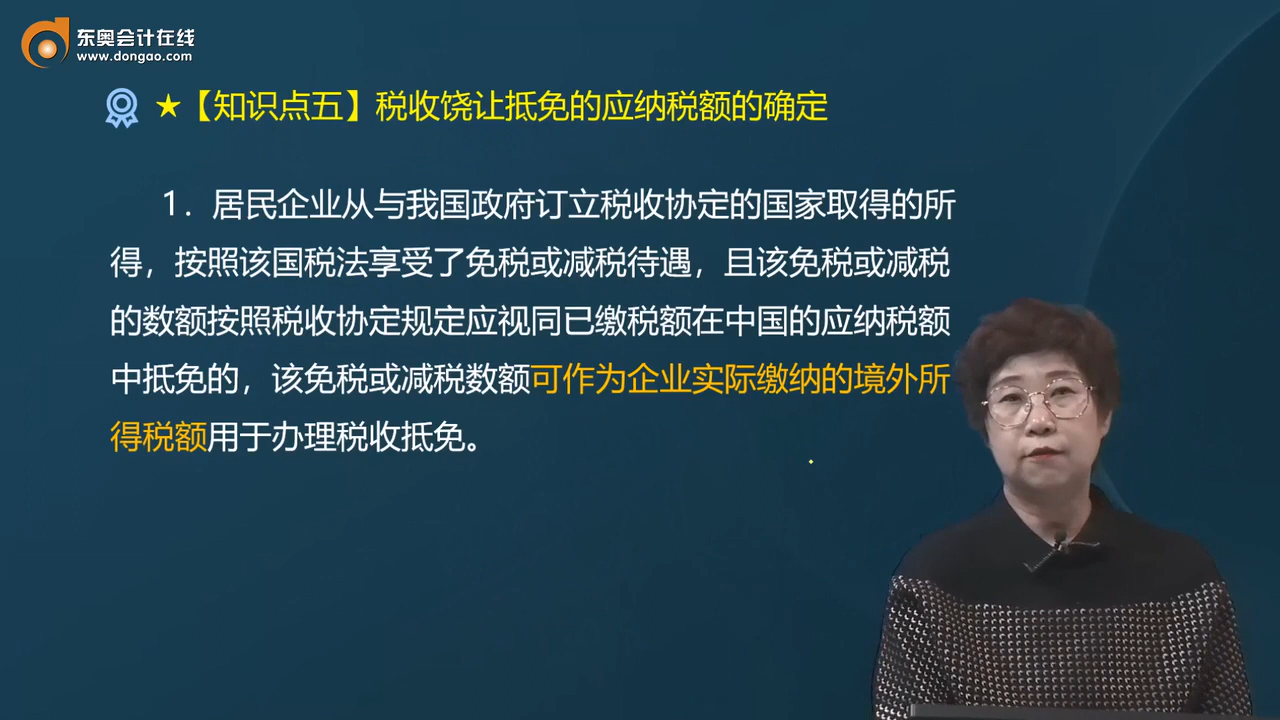 东奥会计在线
www.dongao.com
★【知识点五】税收饶让抵免的应纳税额的确定
1．居民企业从与我国政府订立税收协定的国家取得的所
得，按照该国税法享受了免税或减税待遇，且该免税或减税
的数额按照税收协定规定应视同已缴税额在中国的应纳税额
中抵免的，该免税或减税数额可作为企业实际缴纳的境外所
得税额用于办理税收抵免。